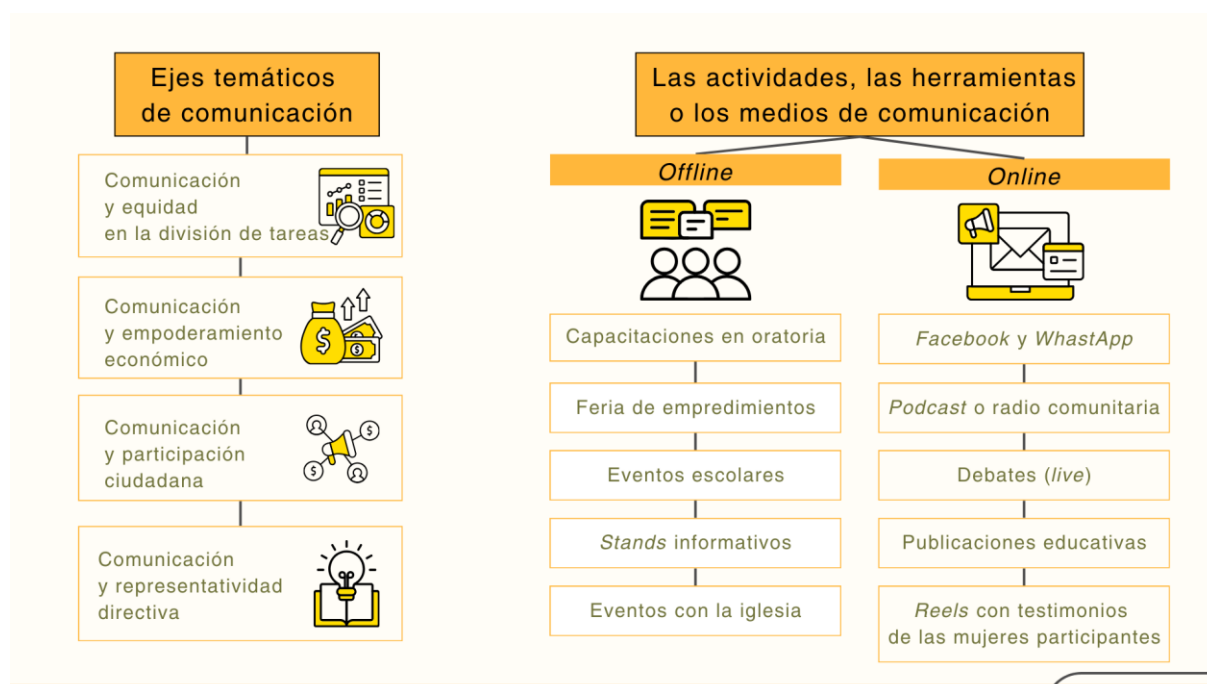 Ejes temáticos
de comunicación
Comunicación
y equidad
en la división de tareas
Comunicación
y empoderamiento
económico
Comunicación
y participación
ciudadana
Comunicación
y representatividad
directiva
Las actividades, las herramientas
o los medios de comunicación
Offline
Capacitaciones en oratoria
Feria de empredimientos
Eventos escolares
Stands informativos
Eventos con la iglesia
Online
Facebook y WhastApp
Podcast o radio comunitaria
Debates (live)
Publicaciones educativas
Reels con testimonios
de las mujeres participantes